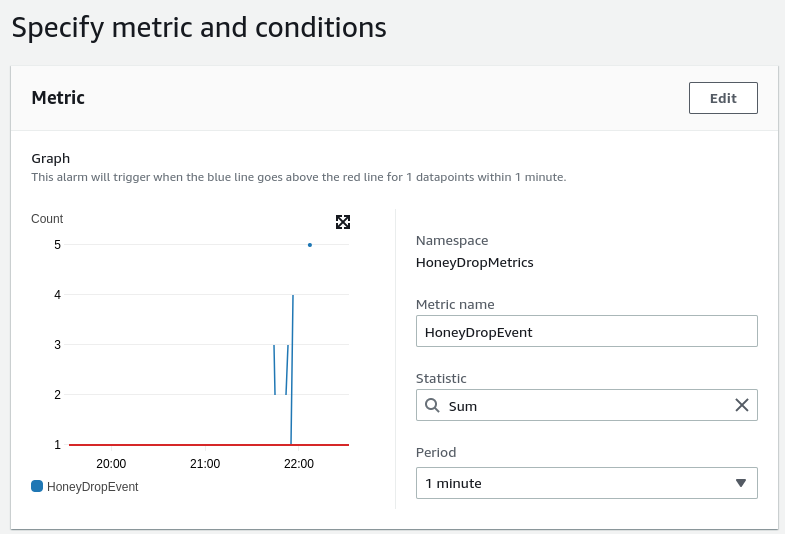 Specify metric and conditions
Metric
Edit
Graph
This alarm will trigger when the blue line goes above the red line for 1 datapoints within 1 minute.
Count
5
4
3
2
1
20:00 21:00 22:00
HoneyDropEvent
Namespace
HoneyDropMetrics
Metric name
HoneyDropEvent
Statistic
Sum
Period
1 minute